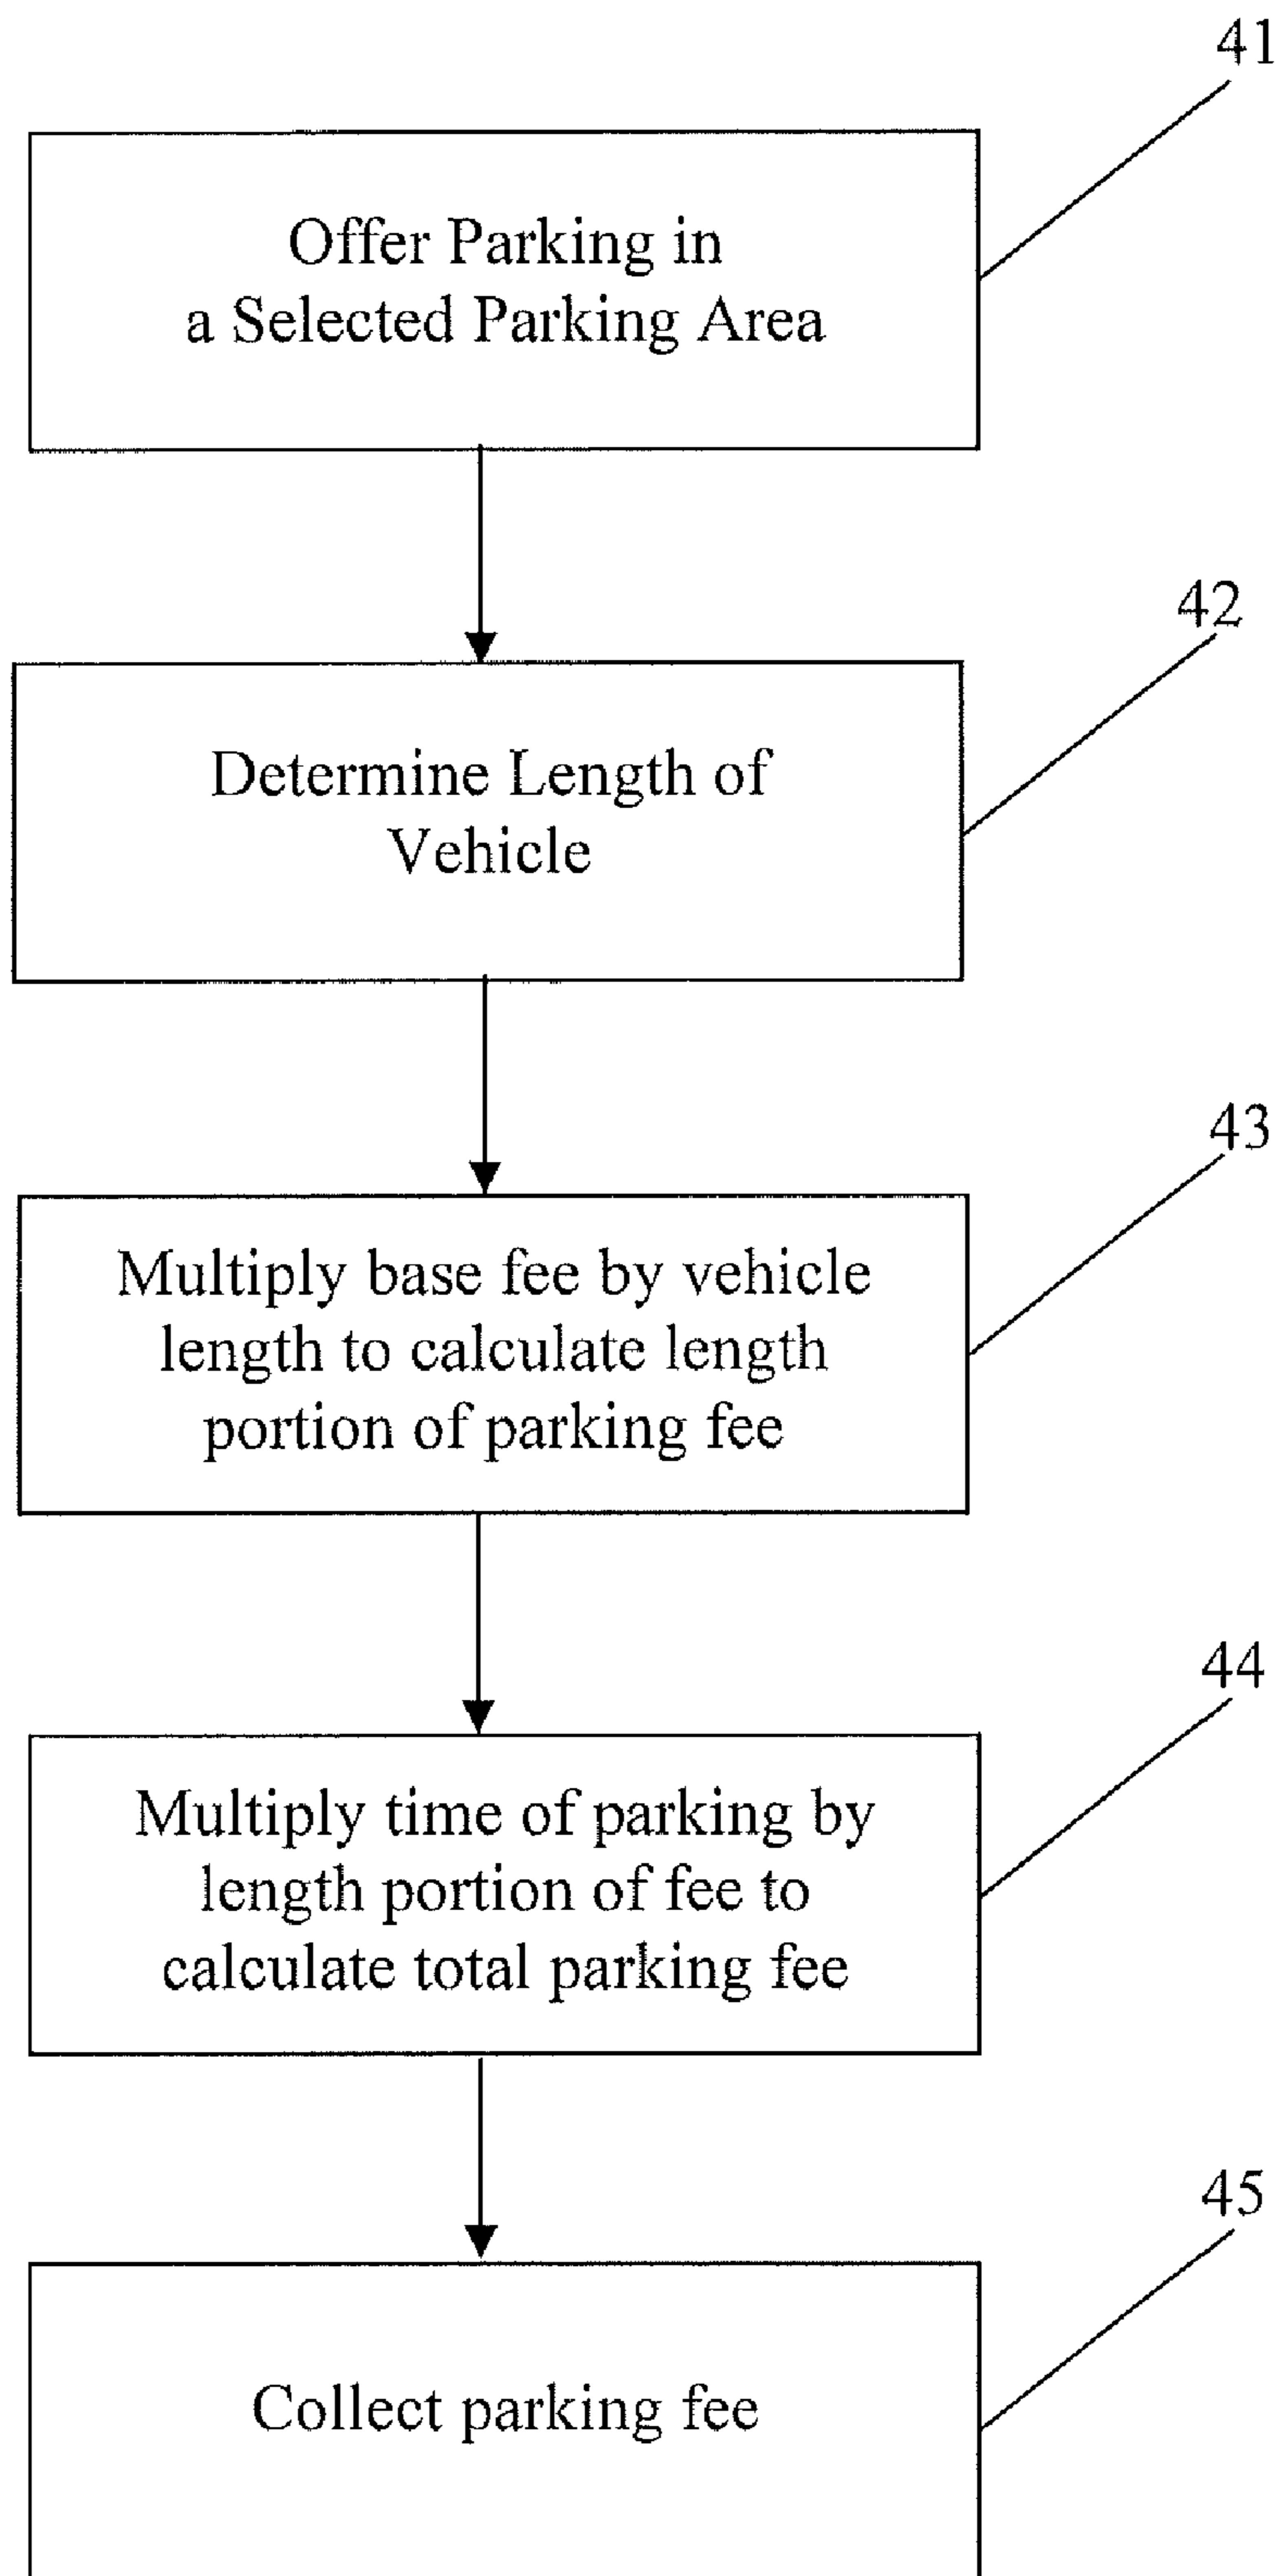 41
Offer Parking in
a Selected Parking Area
42
Determine Length of
Vehicle
43
Multiply base fee by vehicle
length to calculate length
portion of parking fee
44
Multiply time of parking by
length portion of fee to
calculate total parking fee
45
Collect parking fee